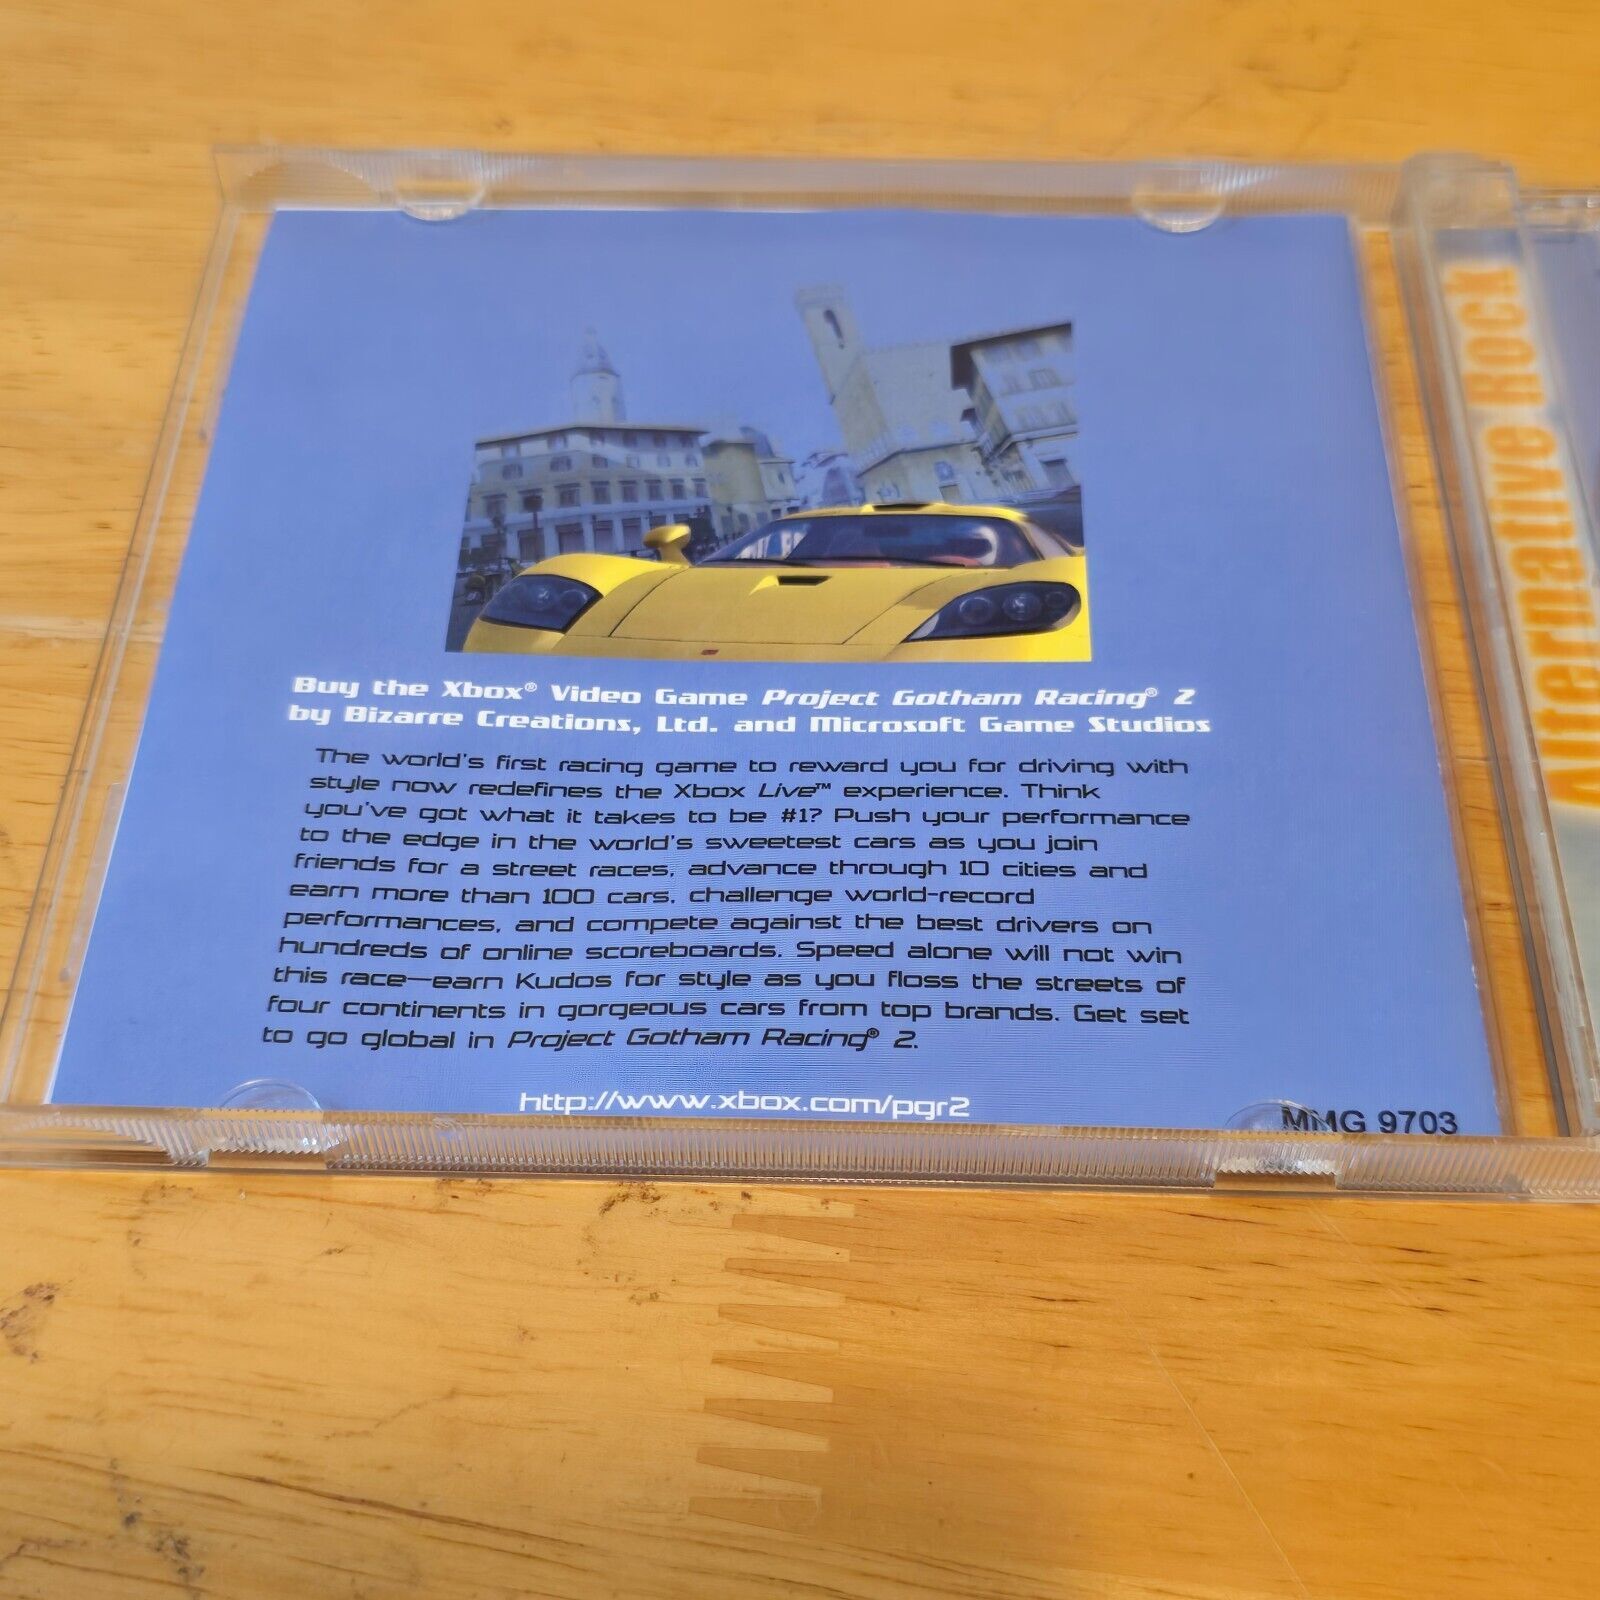 Buy the Xbox® Video Game Project Gotham Racing® 2
by Bizarre Creations, Ltd. and Microsoft Game Studios
The world's first racing game to reward you for driving with
style now redefines the Xbox Live™ experience. Think
you've got what it takes to be #1? Push your performance
to the edge in the world's sweetest cars as you join
friends for a street races, advance through 10 cities and
earn more than 100 cars, challenge world-record
performances, and compete against the best drivers on
hundreds of online scoreboards. Speed alone will not win
this race—earn Kudos for style as you floss the streets of
four continents in gorgeous cars from top brands. Get set
to go global in Project Gotham Racing® 2.
http://www.xbox.com/pgr2
MMG 9703
Alternative Rock